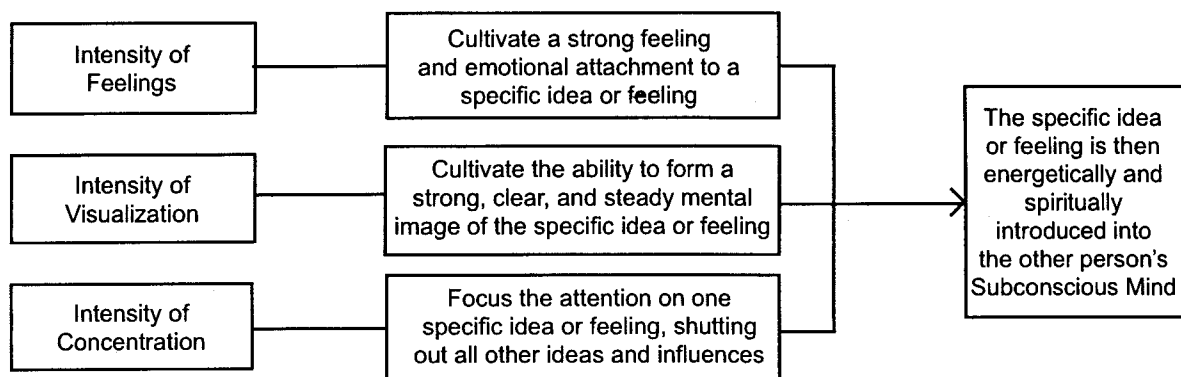 Intensity of
Feelings
Cultivate a strong feeling
and emotional attachment to a
specific idea or feeling
Intensity of
Visualization
Cultivate the ability to form a
strong, clear, and steady mental
image of the specific idea or feeling
Intensity of
Concentration
Focus the attention on one
specific idea or feeling, shutting
out all other ideas and influences
The specific idea
or feeling is then
energetically and
spiritually
introduced into
the other person's
Subconscious Mind